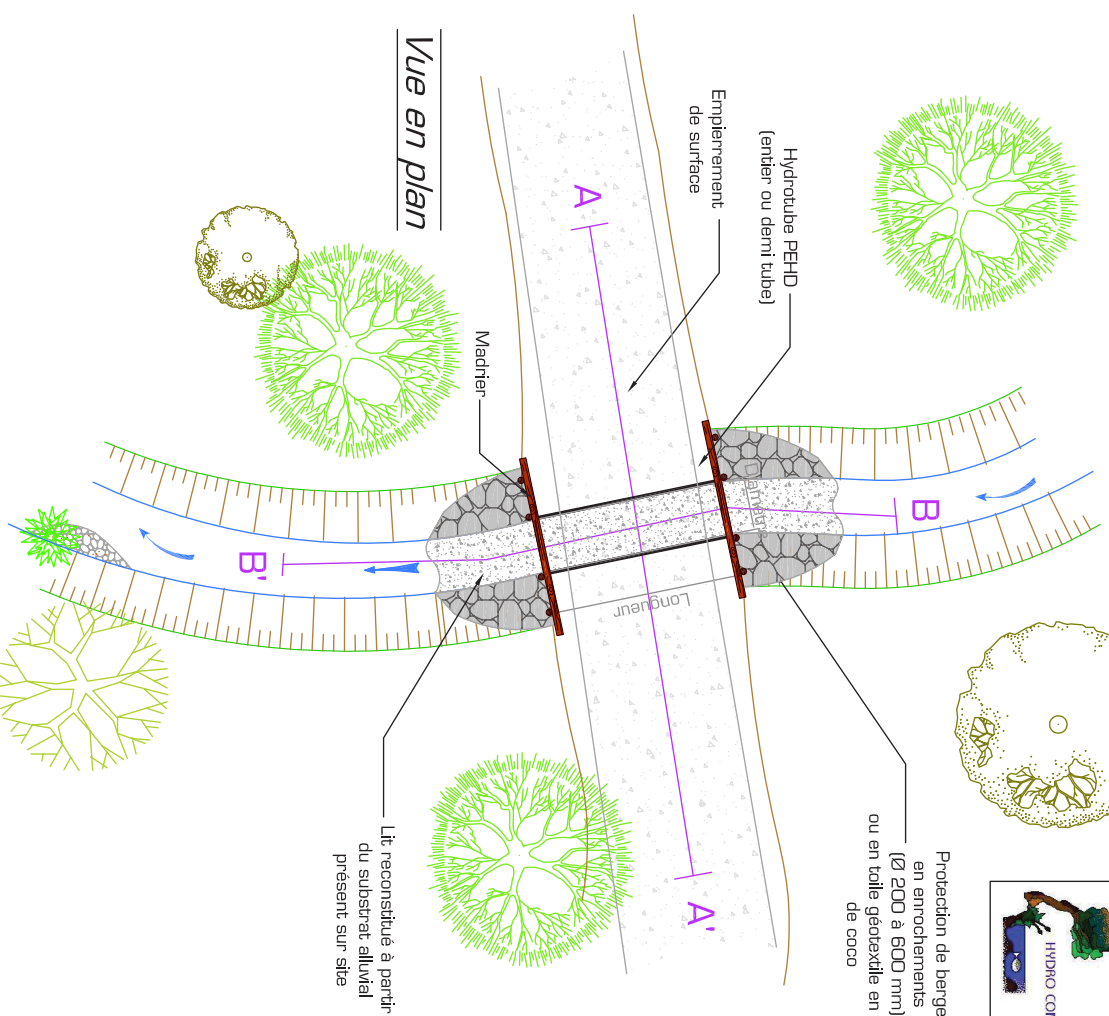 Vue en plan
Empierrement
de surface
Hydrotube PEHD
(entier ou demi tube)
Madrier
A
A'
B
B'
Diamètre
Longueur
Protection de berge
en enrochements
(Ø 200 à 600 mm)
ou en toile géotextile en
de coco
Lit reconstitué à partir
du substrat alluvial
présent sur site
HYDRO